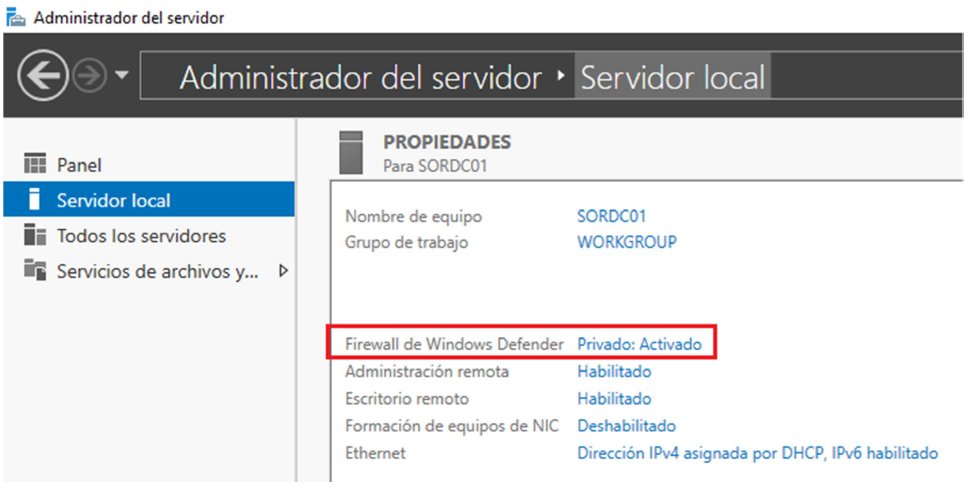 Administrador del servidor
Administrador del servidor ‣ Servidor local
Panel
Servidor local
Todos los servidores
Servicios de archivos y...
PROPIEDADES
Para SORDC01
Nombre de equipo SORDC01
Grupo de trabajo WORKGROUP
Firewall de Windows Defender Privado: Activado
Administración remota Habilitado
Escritorio remoto Habilitado
Formación de equipos de NIC Deshabilitado
Ethernet Dirección IPv4 asignada por DHCP, IPv6 habilitado